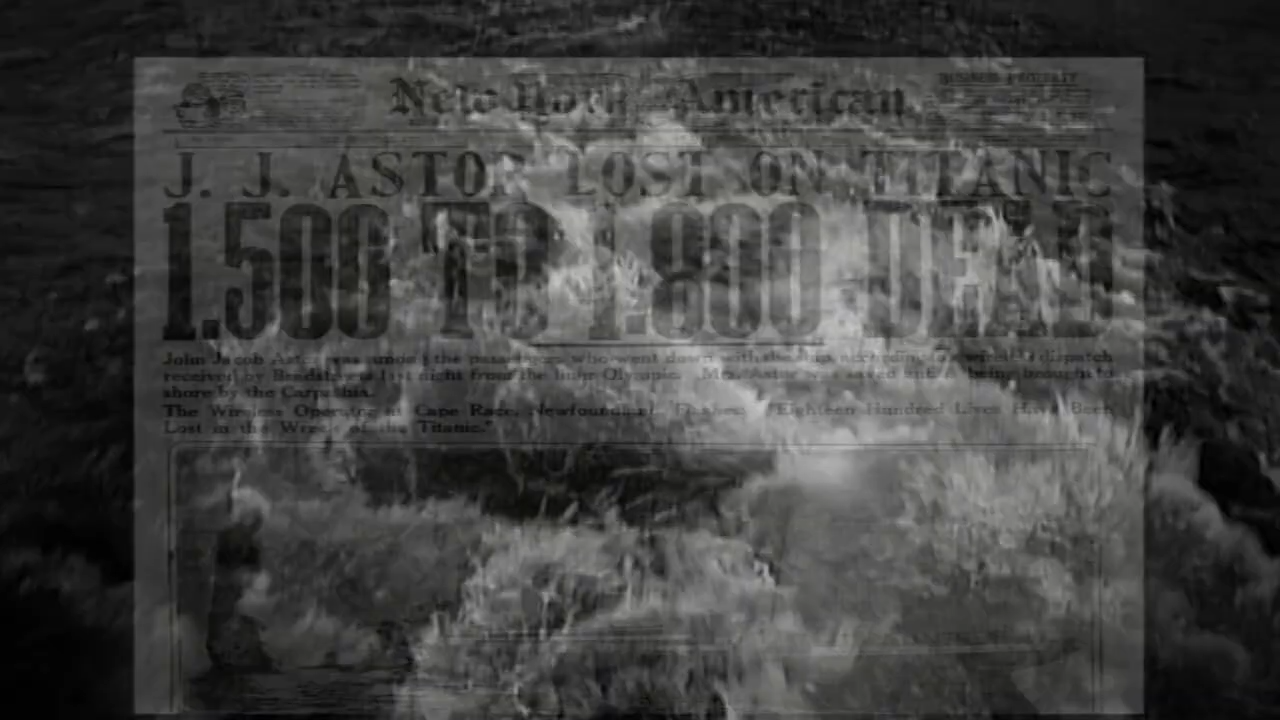 New York American
J. J. ASTOR LOST ON TITANIC
1,500 TO 1,800 DEAD
John Jacob Astor was among the passengers who went down with the ship, according to a wireless dispatch
received by Bradstreets last night from the liner Olympic. Mrs. Astor was saved and is being brought to
shore by the Carpathia.
The Wireless Operator at Cape Race, Newfoundland, Flashes: "Eighteen Hundred Lives Have Been
Lost in the Wreck of the Titanic."